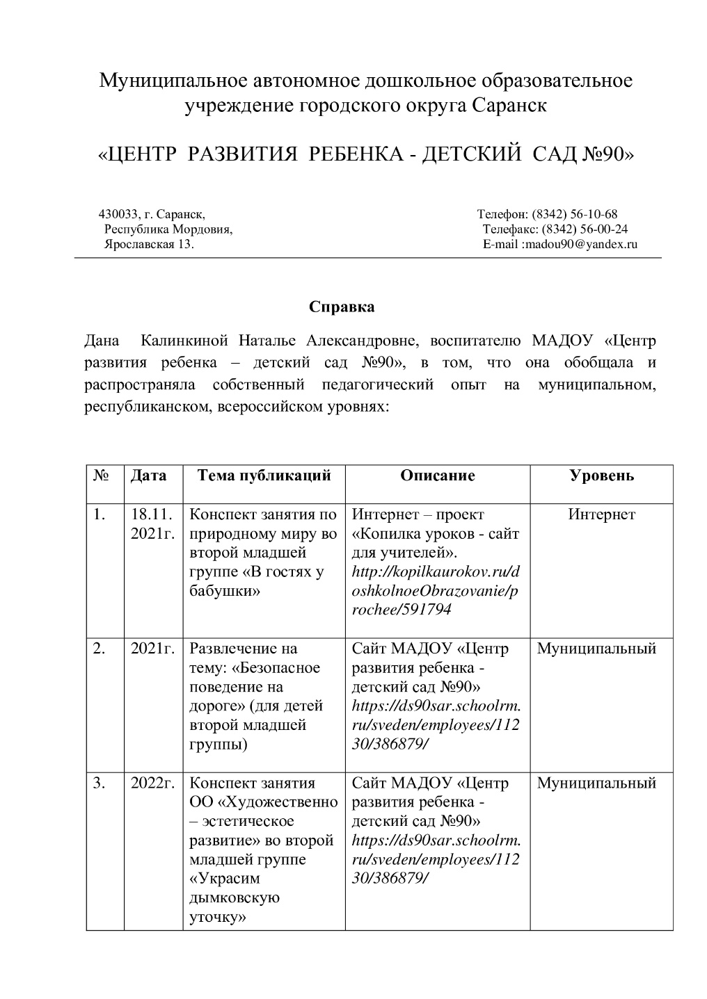 Муниципальное автономное дошкольное образовательное
учреждение городского округа Саранск
«ЦЕНТР РАЗВИТИЯ РЕБЕНКА - ДЕТСКИЙ САД №90»
430033, г. Саранск,
Республика Мордовия,
Ярославская 13.
Телефон: (8342) 56-10-68
Телефакс: (8342) 56-00-24
E-mail :madou90@yandex.ru
Справка
Дана Калинкиной Наталье Александровне, воспитателю МАДОУ «Центр
развития ребенка – детский сад №90», в том, что она обобщала и
распространяла собственный педагогический опыт на муниципальном,
республиканском, всероссийском уровнях:
№ Дата Тема публикаций Описание Уровень
1.
18.11.
2021г.
Конспект занятия по
природному миру во
второй младшей
группе «В гостях у
бабушки»
Интернет – проект
«Копилка уроков - сайт
для учителей».
http://kopilkaurokov.ru/d
oshkolnoeObrazovanie/p
rochee/591794
Интернет
2.
2021г.
Развлечение на
тему: «Безопасное
поведение на
дороге» (для детей
второй младшей
группы)
Сайт МАДОУ «Центр
развития ребенка -
детский сад №90»
https://ds90sar.schoolrm.
ru/sveden/employees/112
30/386879/
Муниципальный
3.
2022г.
Конспект занятия
ОО «Художественно
– эстетическое
развитие» во второй
младшей группе
«Украсим
дымковскую
уточку»
Сайт МАДОУ «Центр
развития ребенка -
детский сад №90»
https://ds90sar.schoolrm.
ru/sveden/employees/112
30/386879/
Муниципальный